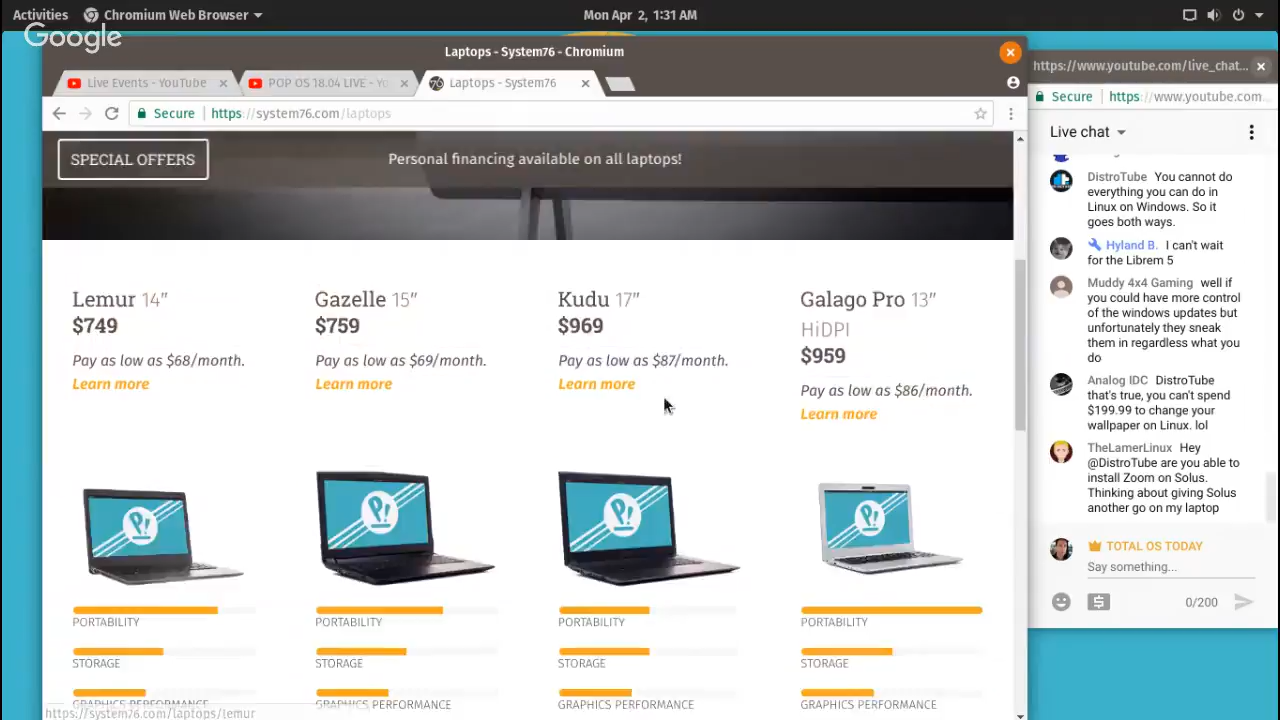 Activities
Chromium Web Browser
Mon Apr 2, 1:31 AM
Google
Laptops - System76 - Chromium
Live Events - YouTube
POP OS 18.04 LIVE - Yo
Laptops - System76
Secure
https://system76.com/laptops
SPECIAL OFFERS
Personal financing available on all laptops!
Lemur 14"
$749
Pay as low as $68/month.
Learn more
Gazelle 15"
$759
Pay as low as $69/month.
Learn more
Kudu 17"
$969
Pay as low as $87/month.
Learn more
Galago Pro 13"
HiDPI
$959
Pay as low as $86/month.
Learn more
PORTABILITY
PORTABILITY
PORTABILITY
PORTABILITY
STORAGE
STORAGE
STORAGE
STORAGE
GRAPHICS PERFORMANCE
GRAPHICS PERFORMANCE
GRAPHICS PERFORMANCE
GRAPHICS PERFORMANCE
https://system76.com/laptops/lemur
https://www.youtube.com/live_chat...
Secure
https://www.youtube.com...
Live chat
DistroTube You cannot do
everything you can do in
Linux on Windows. So it
goes both ways.
Hyland B. I can't wait
for the Librem 5
Muddy 4x4 Gaming well if
you could have more control
of the windows updates but
unfortunately they sneak
them in regardless what you
do
Analog IDC DistroTube
that's true, you can't spend
$199.99 to change your
wallpaper on Linux. lol
TheLamerLinux Hey
@DistroTube are you able to
install Zoom on Solus.
Thinking about giving Solus
another go on my laptop
TOTAL OS TODAY
Say something...
0/200